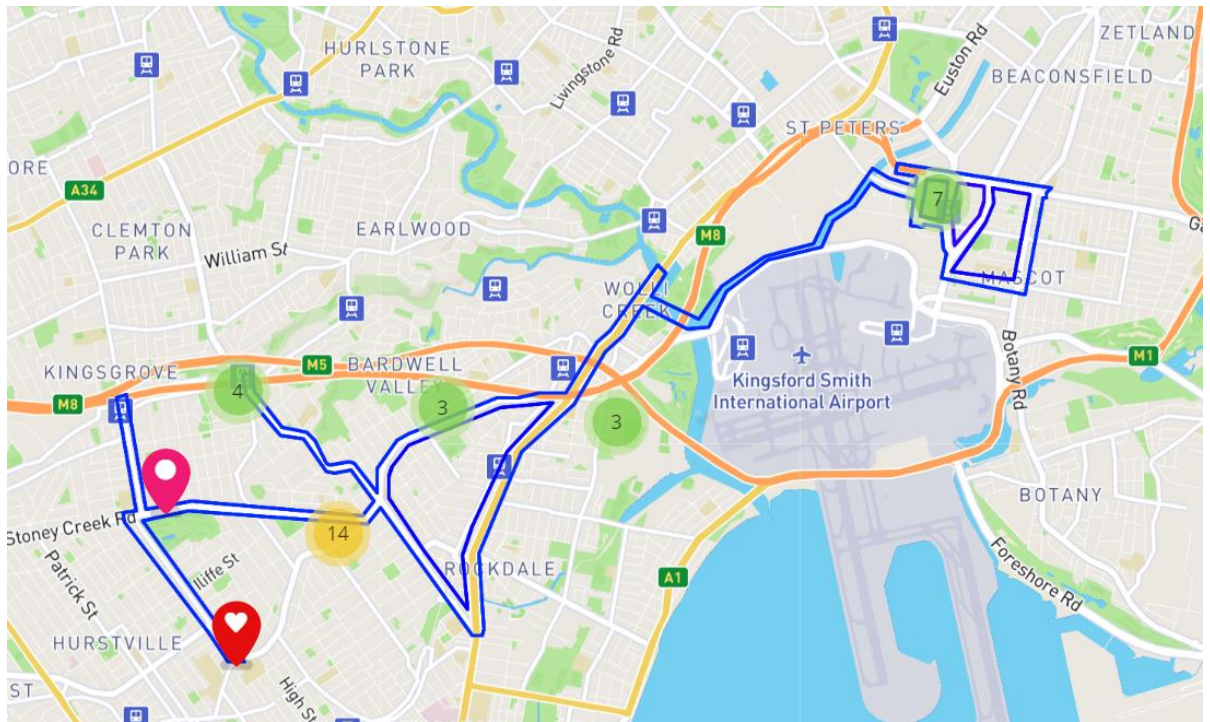 HURLSTONE
PARK
Livingstone Rd
Euston Rd
ZETLAND
BEACONSFIELD
ST PETERS
ORE
A34
CLEMTON
PARK
William St
EARLWOOD
M8
7
Ga
WOLLI
CREEK
MASCOT
M5
BARDWELL
VALLEY
KINGSGROVE
M8
4
3
3
Kingsford Smith
International Airport
Botany Rd
M1
Stoney Creek Rd
14
Iliffe St
Patrick St
ROCKDALE
A1
BOTANY
Foreshore Rd
HURSTVILLE
ST
High St